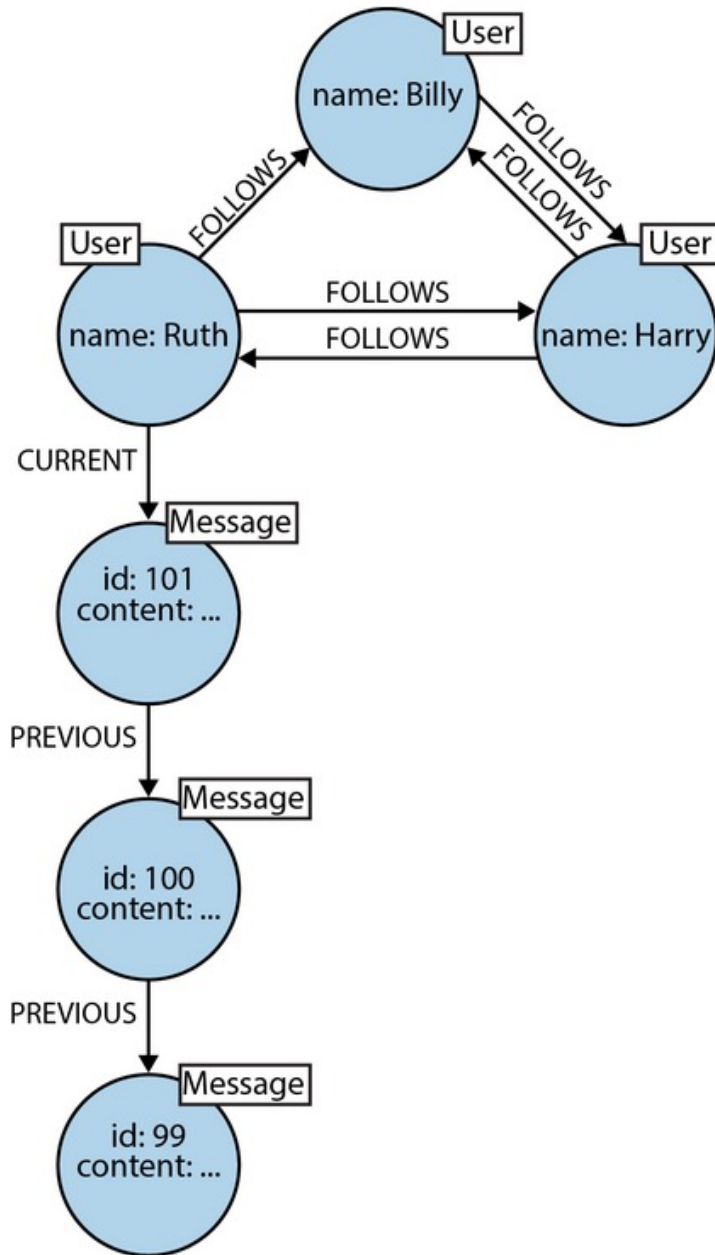 User
name: Billy
FOLLOWS
FOLLOWS
FOLLOWS
User
User
FOLLOWS
name: Ruth
name: Harry
FOLLOWS
CURRENT
Message
id: 101
content: ...
PREVIOUS
Message
id: 100
content: ...
PREVIOUS
Message
id: 99
content: ...